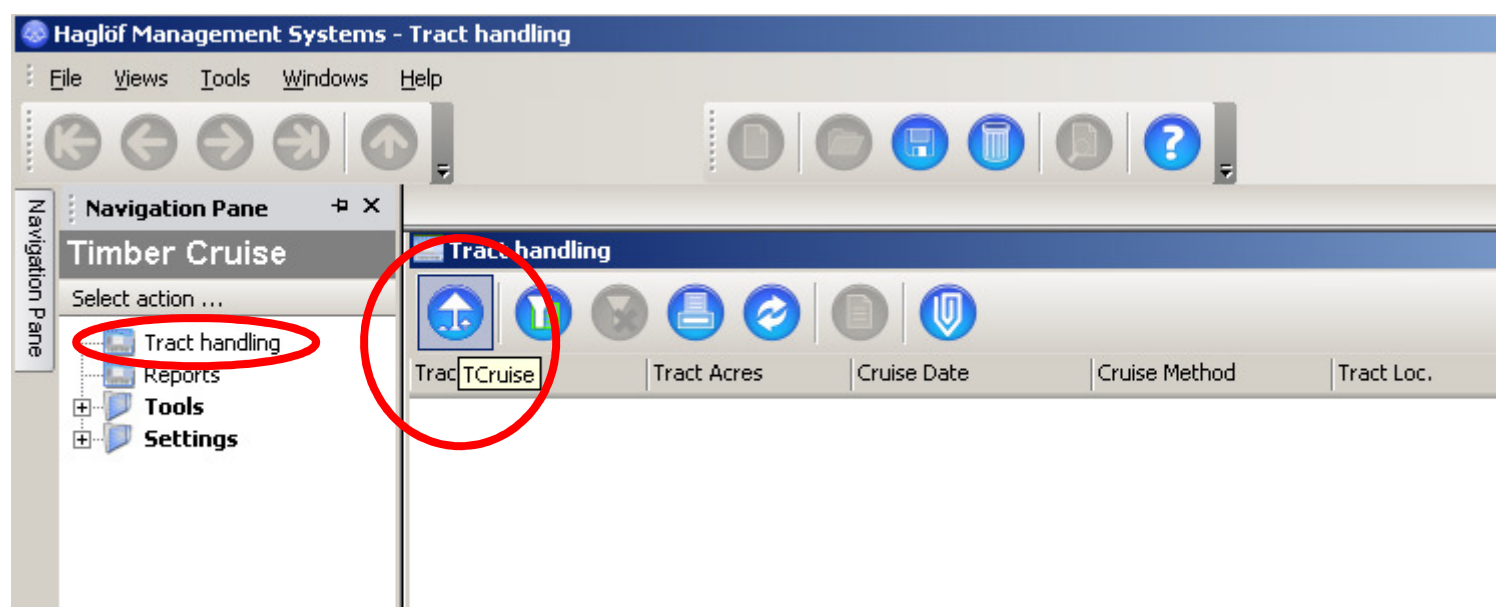 Haglöf Management Systems - Tract handling
File Views Tools Windows Help
Navigation Pane
Navigation Pane
Timber Cruise
Select action ...
Tract handling
Reports
Tools
Settings
Tract handling
TCruise
Trac Tract Acres Cruise Date Cruise Method Tract Loc.